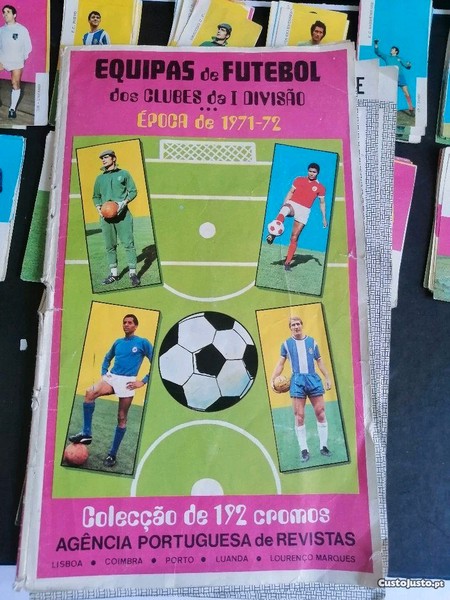 EQUIPAS de FUTEBOL
dos CLUBES da I DIVISÃO
ÉPOCA de 1971-72
Colecção de 192 cromos
AGÊNCIA PORTUGUESA de REVISTAS
LISBOA • COIMBRA • PORTO • LUANDA • LOURENÇO MARQUES
CustoJusto.pt